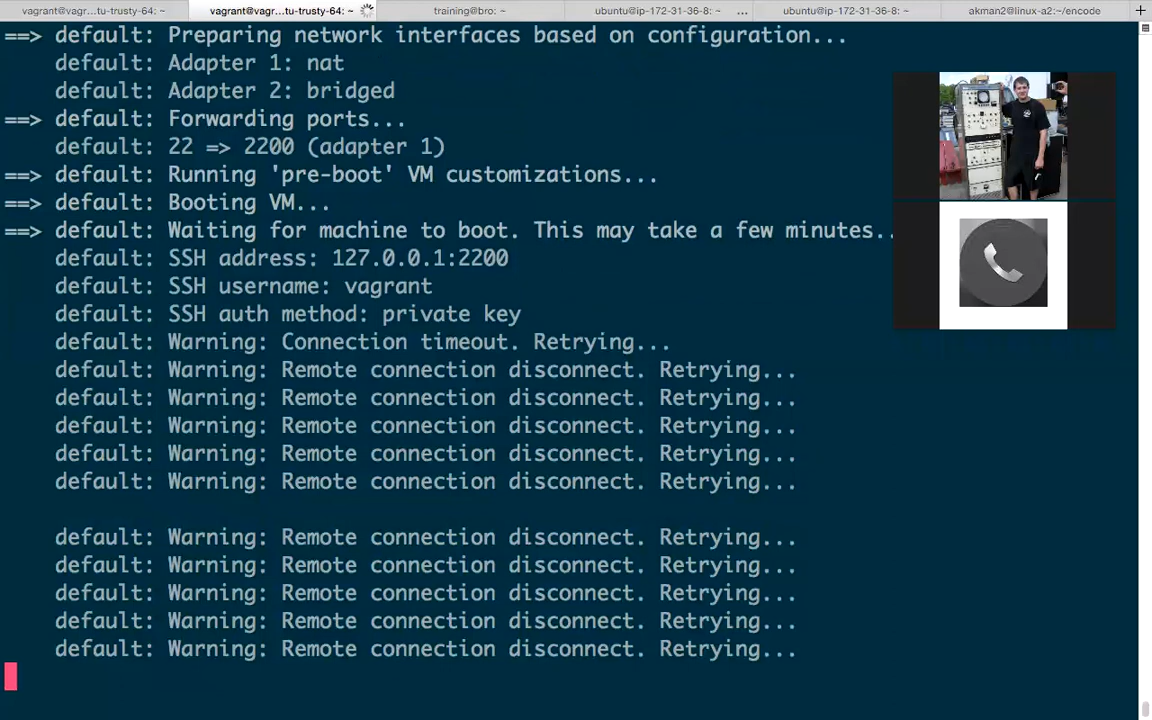 vagrant@vagr...tu-trusty-64: ~
vagrant@vagr...tu-trusty-64: ~
training@bro: ~
ubuntu@ip-172-31-36-8: ~
...
ubuntu@ip-172-31-36-8: ~
akman2@linux-a2:~/encode
+
==> default: Preparing network interfaces based on configuration...
default: Adapter 1: nat
default: Adapter 2: bridged
==> default: Forwarding ports...
default: 22 => 2200 (adapter 1)
==> default: Running 'pre-boot' VM customizations...
==> default: Booting VM...
==> default: Waiting for machine to boot. This may take a few minutes..
default: SSH address: 127.0.0.1:2200
default: SSH username: vagrant
default: SSH auth method: private key
default: Warning: Connection timeout. Retrying...
default: Warning: Remote connection disconnect. Retrying...
default: Warning: Remote connection disconnect. Retrying...
default: Warning: Remote connection disconnect. Retrying...
default: Warning: Remote connection disconnect. Retrying...
default: Warning: Remote connection disconnect. Retrying...
default: Warning: Remote connection disconnect. Retrying...
default: Warning: Remote connection disconnect. Retrying...
default: Warning: Remote connection disconnect. Retrying...
default: Warning: Remote connection disconnect. Retrying...
default: Warning: Remote connection disconnect. Retrying...